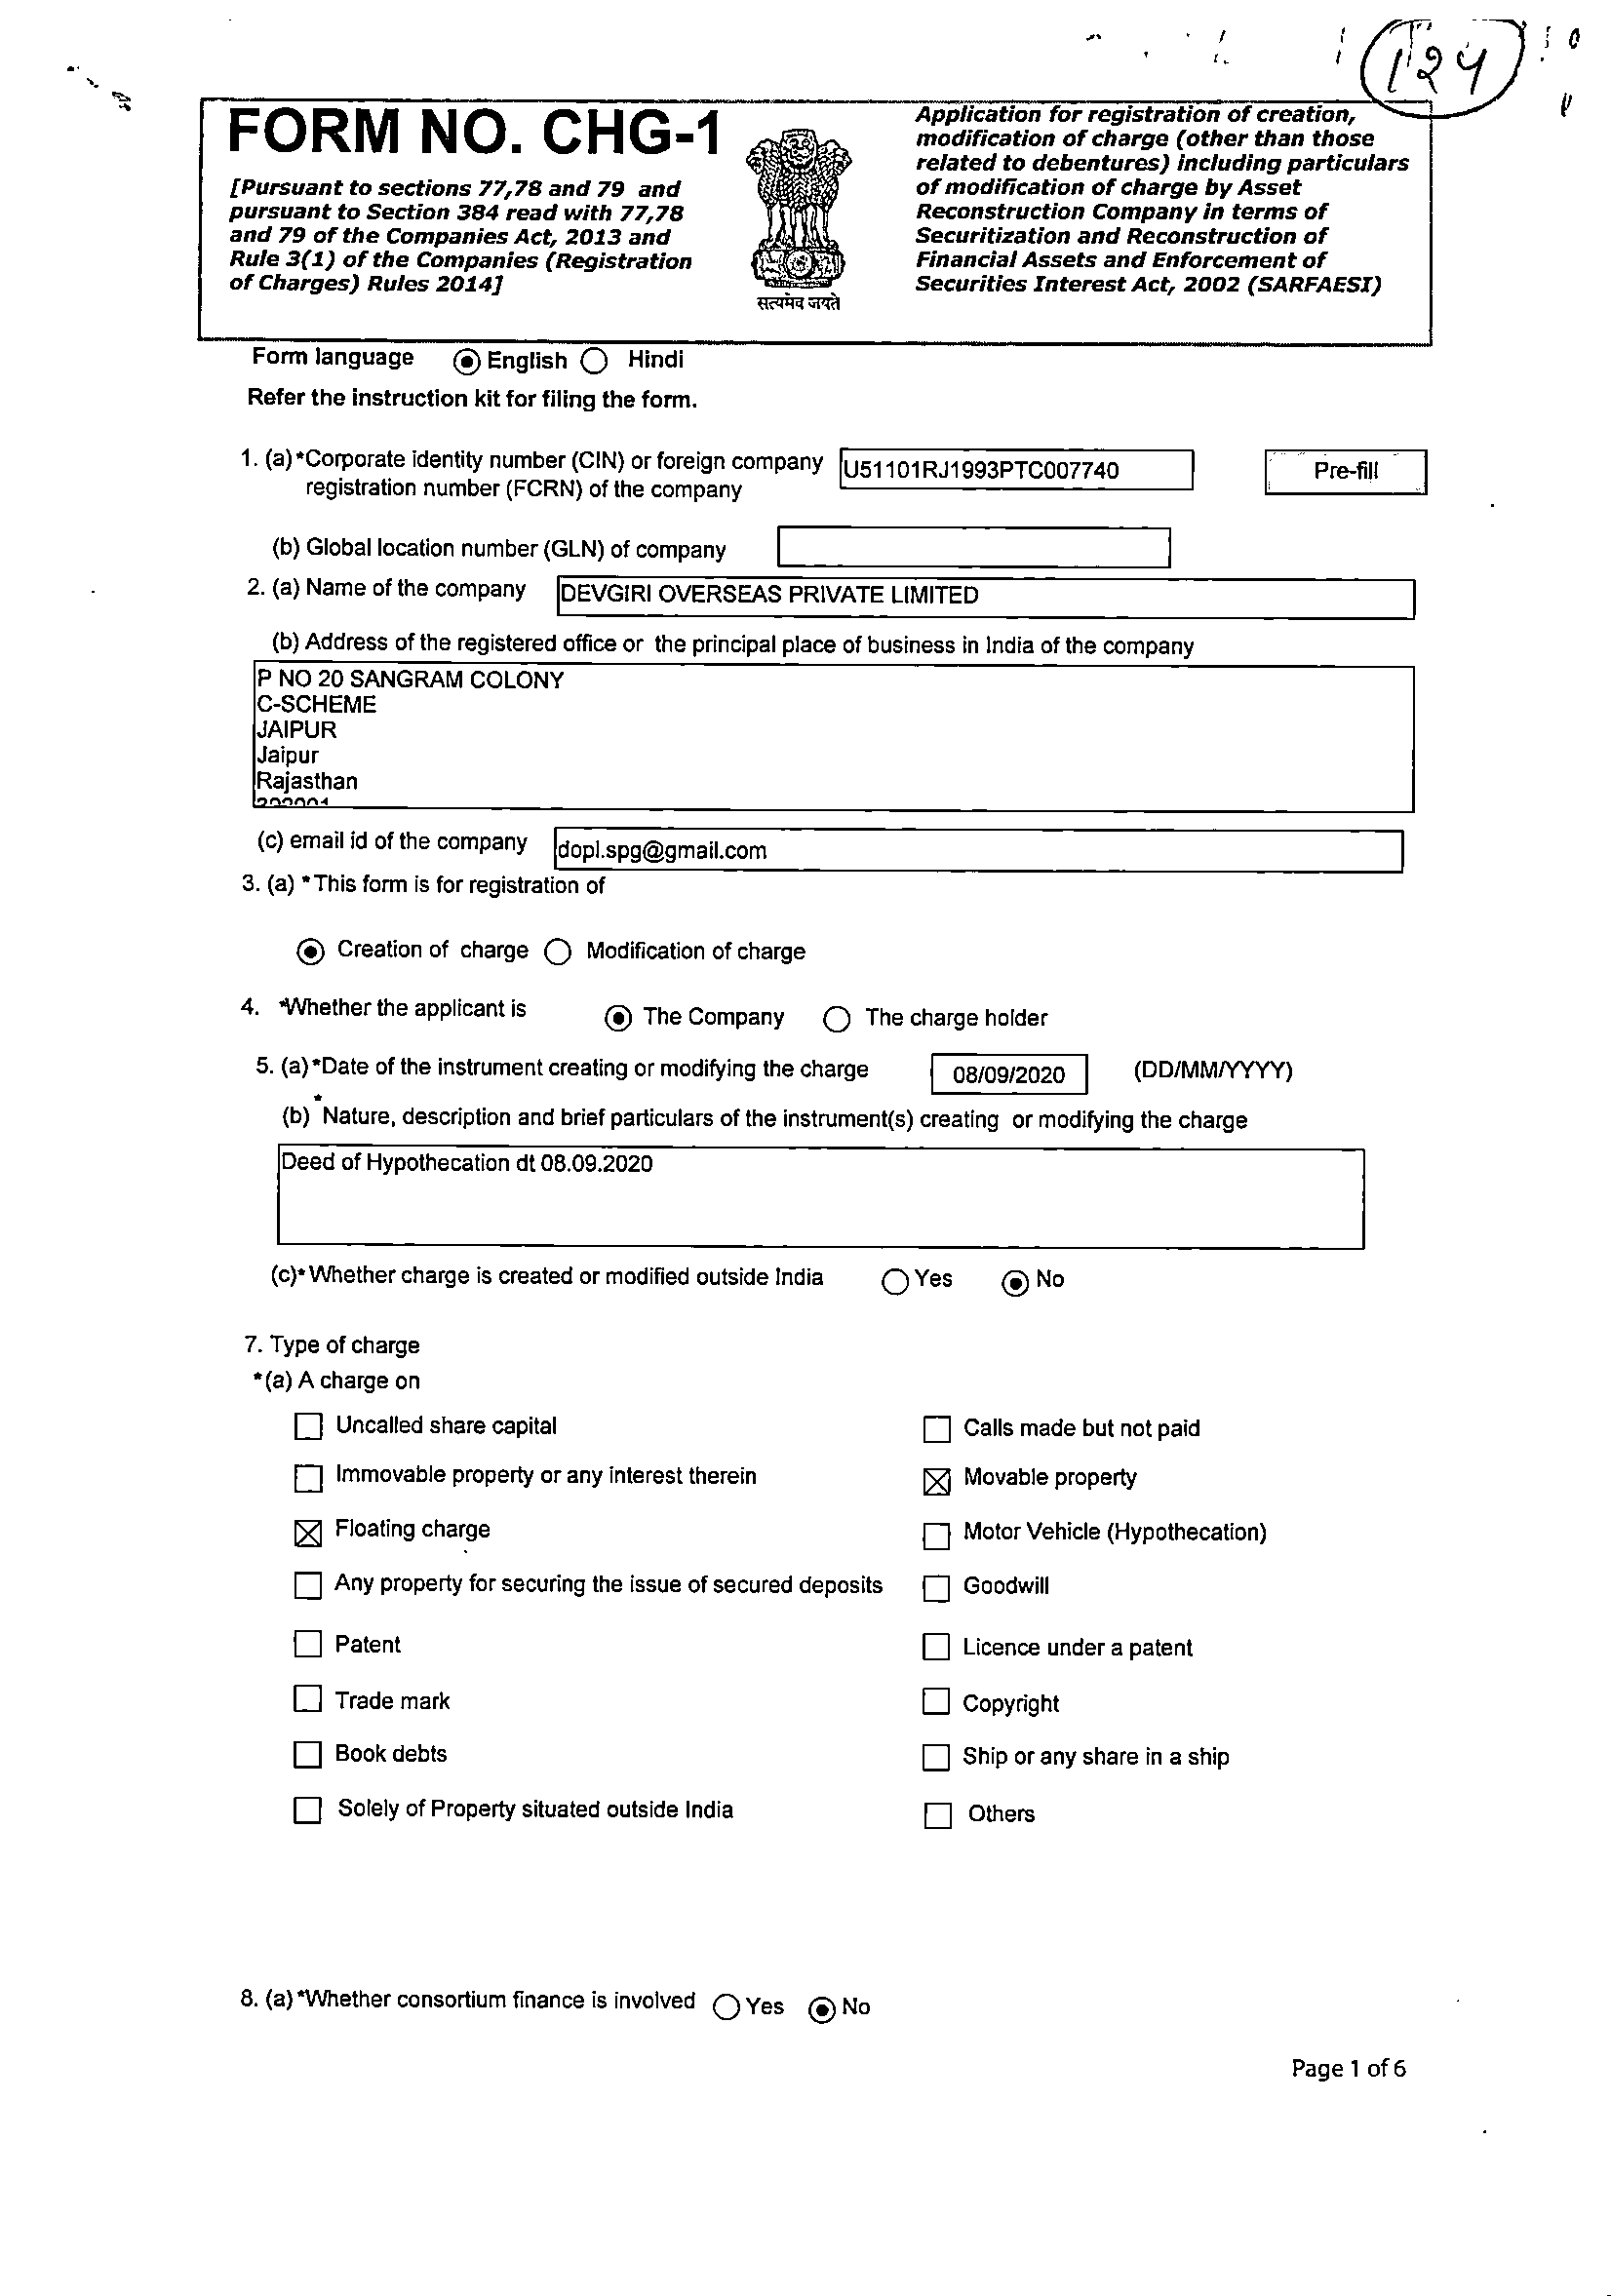 124
FORM NO. CHG-1
[Pursuant to sections 77,78 and 79 and
pursuant to Section 384 read with 77,78
and 79 of the Companies Act, 2013 and
Rule 3(1) of the Companies (Registration
of Charges) Rules 2014]
सत्यमेव जयते
Application for registration of creation,
modification of charge (other than those
related to debentures) including particulars
of modification of charge by Asset
Reconstruction Company in terms of
Securitization and Reconstruction of
Financial Assets and Enforcement of
Securities Interest Act, 2002 (SARFAESI)
Form language English Hindi
Refer the instruction kit for filing the form.
1. (a)*Corporate identity number (CIN) or foreign company U51101RJ1993PTC007740 Pre-fill
registration number (FCRN) of the company
(b) Global location number (GLN) of company
2. (a) Name of the company DEVGIRI OVERSEAS PRIVATE LIMITED
(b) Address of the registered office or the principal place of business in India of the company
P NO 20 SANGRAM COLONY
C-SCHEME
JAIPUR
Jaipur
Rajasthan
(c) email id of the company dopl.spg@gmail.com
3. (a) *This form is for registration of
Creation of charge Modification of charge
4. *Whether the applicant is The Company The charge holder
5. (a)*Date of the instrument creating or modifying the charge 08/09/2020 (DD/MM/YYYY)
(b) *Nature, description and brief particulars of the instrument(s) creating or modifying the charge
Deed of Hypothecation dt 08.09.2020
(c)*Whether charge is created or modified outside India Yes No
7. Type of charge
*(a) A charge on
Uncalled share capital Calls made but not paid
Immovable property or any interest therein Movable property
Floating charge Motor Vehicle (Hypothecation)
Any property for securing the issue of secured deposits Goodwill
Patent Licence under a patent
Trade mark Copyright
Book debts Ship or any share in a ship
Solely of Property situated outside India Others
8. (a)*Whether consortium finance is involved Yes No
Page 1 of 6